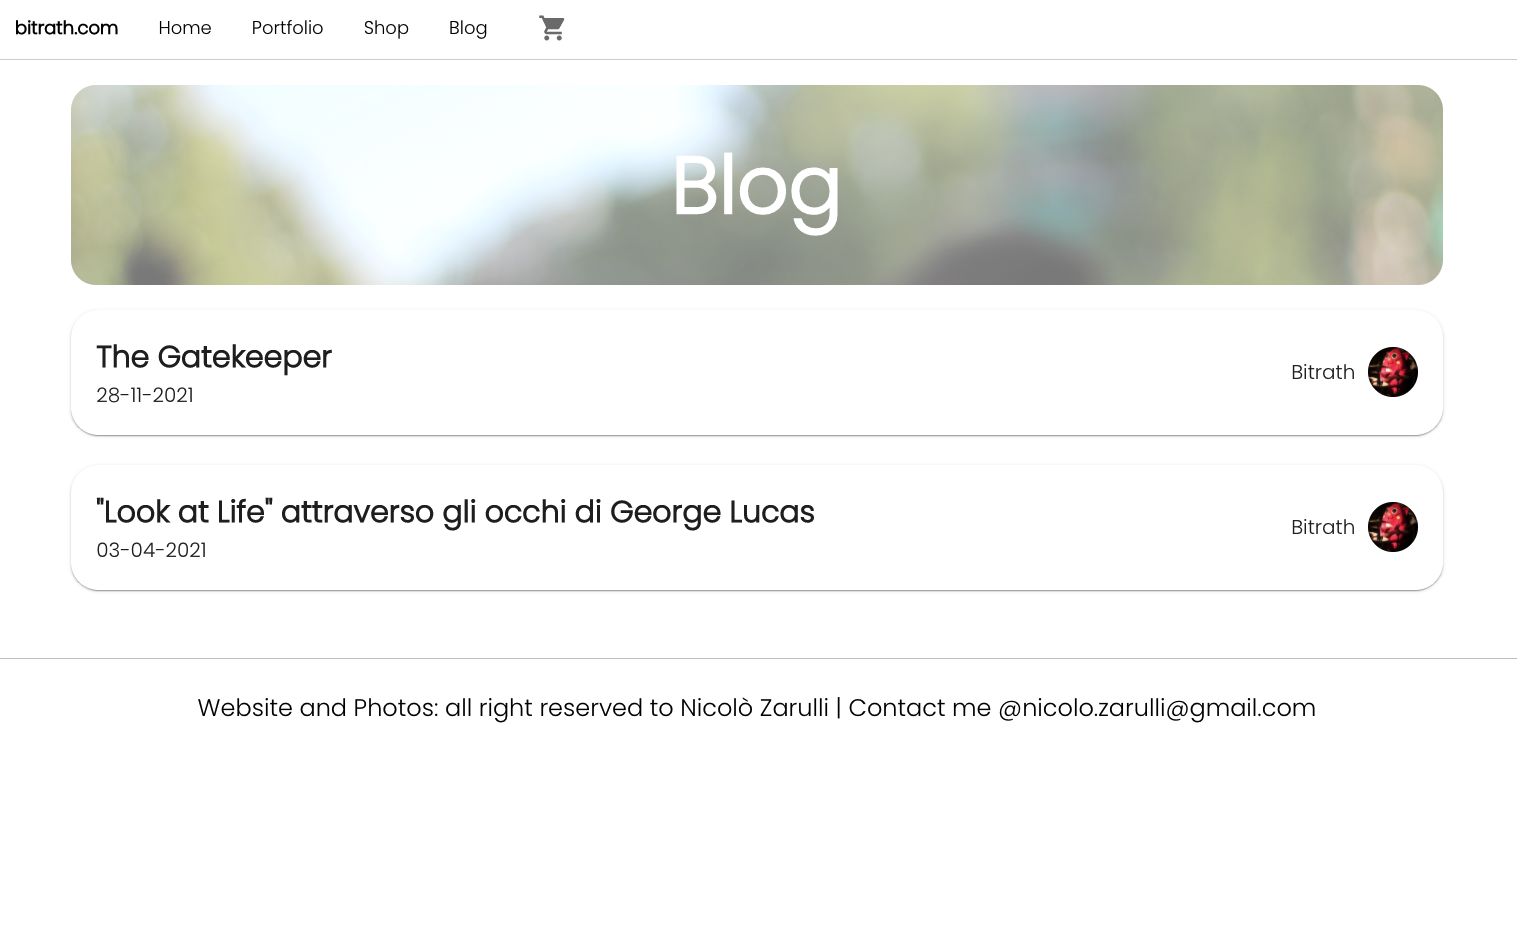 bitrath.com Home Portfolio Shop Blog
Blog
The Gatekeeper
28-11-2021
Bitrath
"Look at Life" attraverso gli occhi di George Lucas
03-04-2021
Bitrath
Website and Photos: all right reserved to Nicolò Zarulli | Contact me @nicolo.zarulli@gmail.com